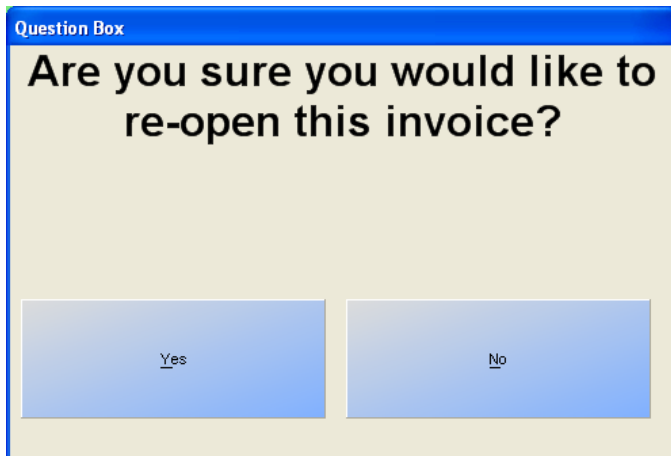 Question Box
Are you sure you would like to
re-open this invoice?
Yes
No